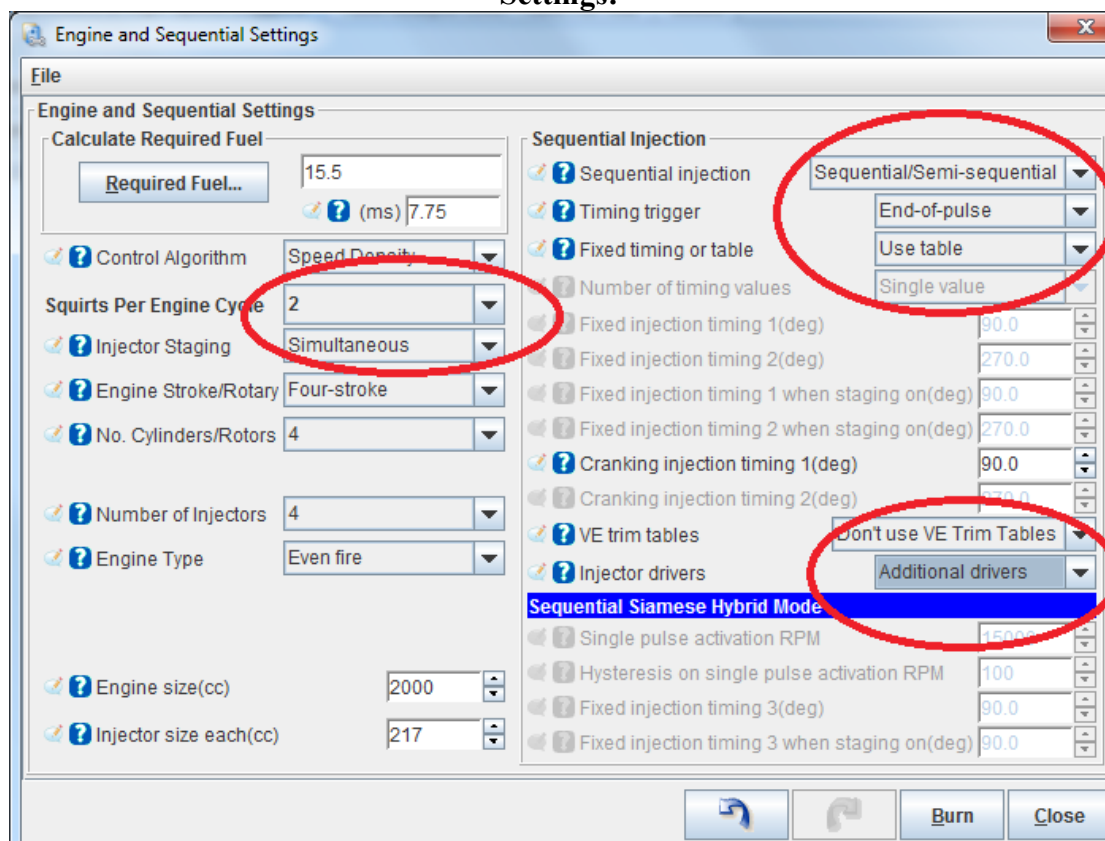 Settings.
Engine and Sequential Settings
X
File
Engine and Sequential Settings
Calculate Required Fuel
Required Fuel...
15.5
(ms) 7.75
Control Algorithm Speed Density
Squirts Per Engine Cycle 2
Injector Staging Simultaneous
Engine Stroke/Rotary Four-stroke
No. Cylinders/Rotors 4
Number of Injectors 4
Engine Type Even fire
Engine size(cc) 2000
Injector size each(cc) 217
Sequential Injection
Sequential injection Sequential/Semi-sequential
Timing trigger End-of-pulse
Fixed timing or table Use table
Number of timing values Single value
Fixed injection timing 1(deg) 90.0
Fixed injection timing 2(deg) 270.0
Fixed injection timing 1 when staging on(deg) 90.0
Fixed injection timing 2 when staging on(deg) 270.0
Cranking injection timing 1(deg) 90.0
Cranking injection timing 2(deg) 270.0
VE trim tables Don't use VE Trim Tables
Injector drivers Additional drivers
Sequential Siamese Hybrid Mode
Single pulse activation RPM 15000
Hysteresis on single pulse activation RPM 100
Fixed injection timing 3(deg) 90.0
Fixed injection timing 3 when staging on(deg) 90.0
Burn
Close